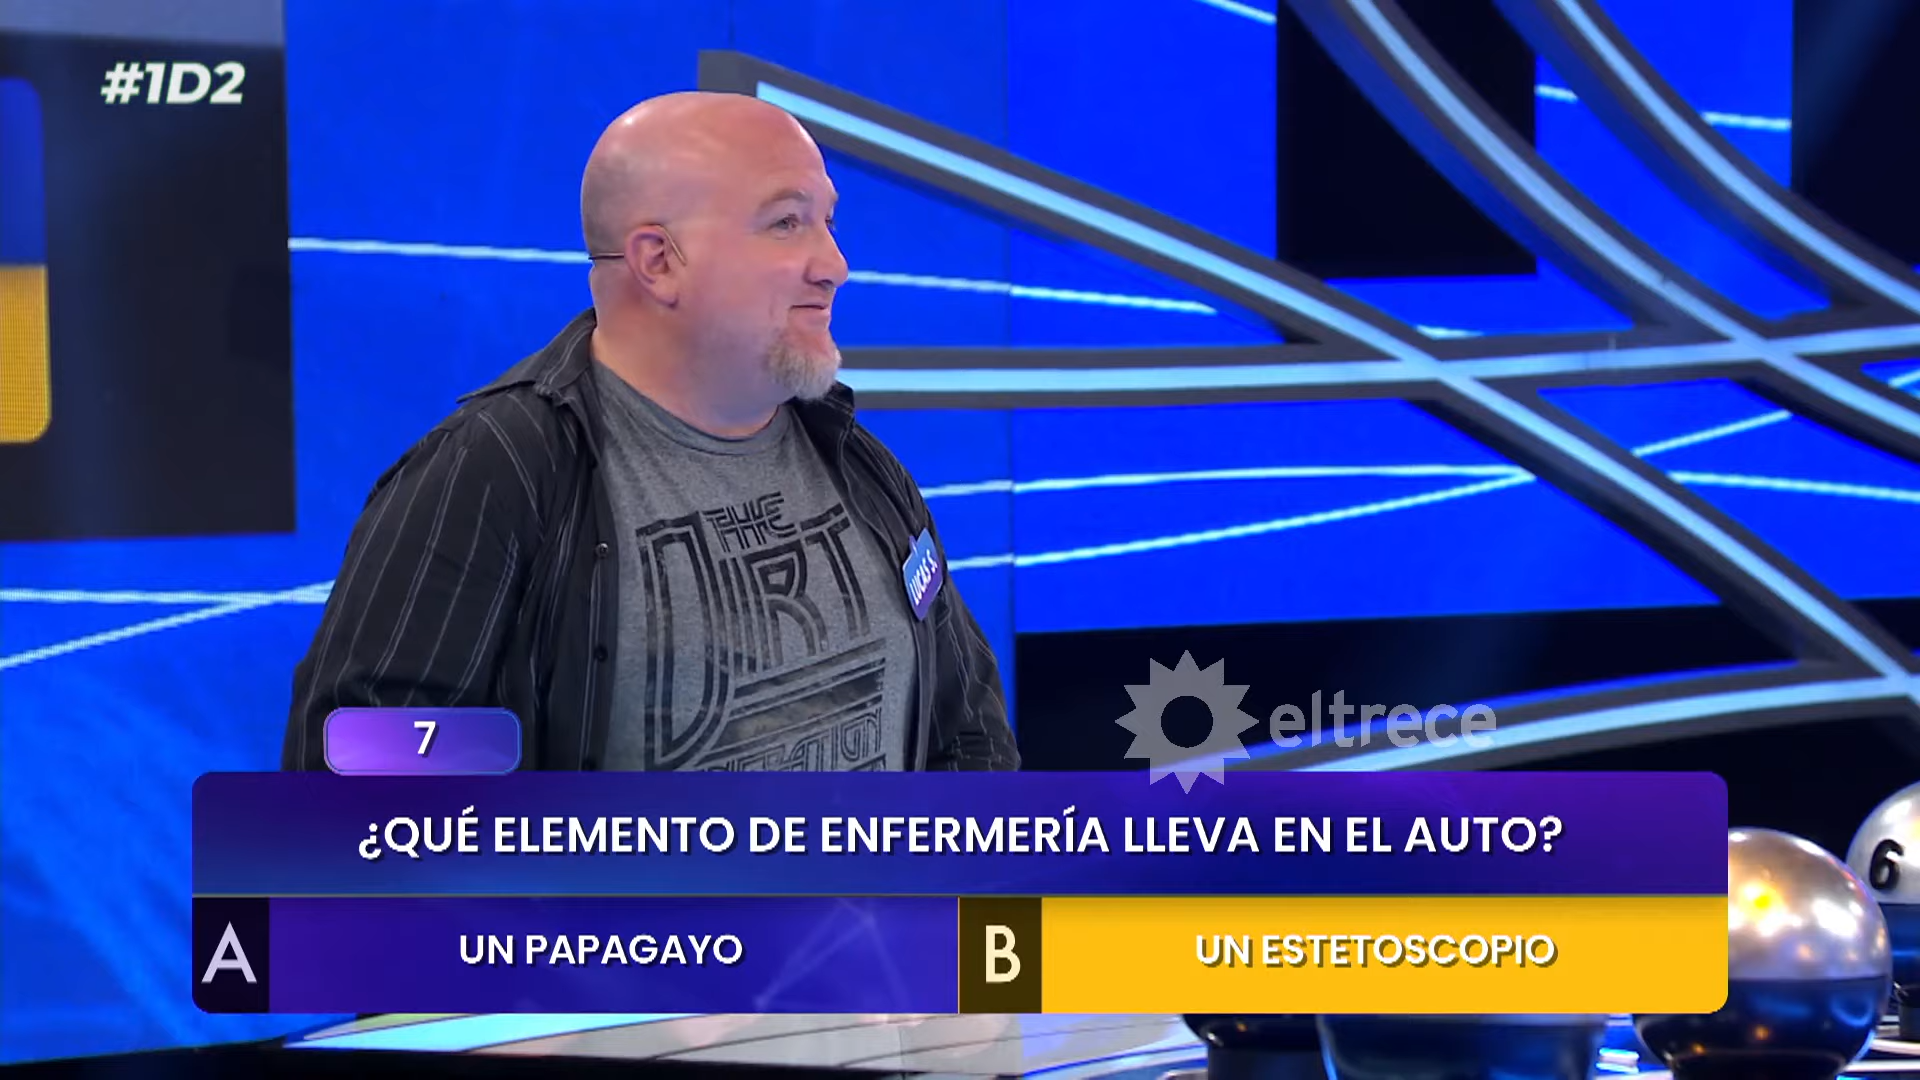 #1D2
THE
DIRT
LUCAS S.
eltrece
7
¿QUÉ ELEMENTO DE ENFERMERÍA LLEVA EN EL AUTO?
A UN PAPAGAYO
B UN ESTETOSCOPIO
6